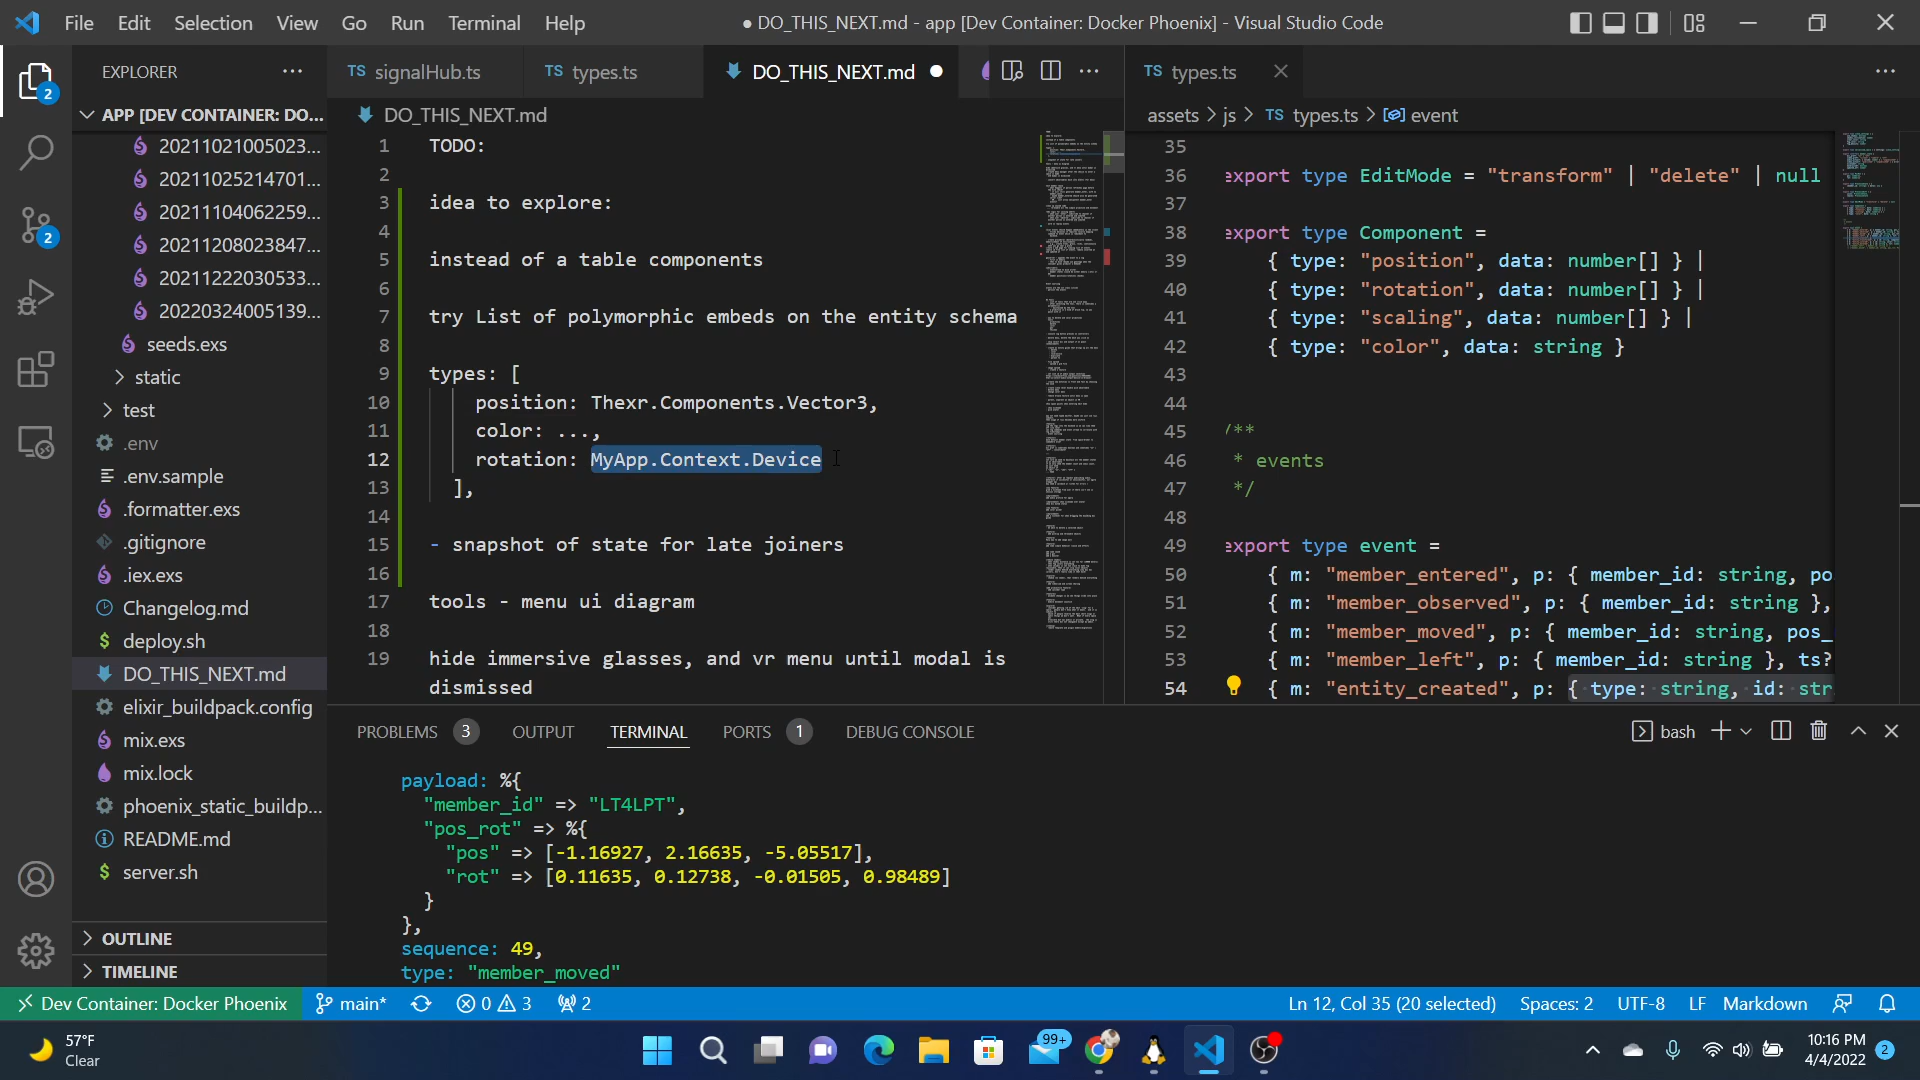 File Edit Selection View Go Run Terminal Help
● DO_THIS_NEXT.md - app [Dev Container: Docker Phoenix] - Visual Studio Code
EXPLORER
APP [DEV CONTAINER: DO...
20211021005023...
20211025214701...
20211104062259...
20211208023847...
20211222030533...
20220324005139...
seeds.exs
static
test
.env
.env.sample
.formatter.exs
.gitignore
.iex.exs
Changelog.md
deploy.sh
DO_THIS_NEXT.md
elixir_buildpack.config
mix.exs
mix.lock
phoenix_static_buildp...
README.md
server.sh
OUTLINE
TIMELINE
2
2
TS signalHub.ts
TS types.ts
DO_THIS_NEXT.md
DO_THIS_NEXT.md
1 TODO:
2
3 idea to explore:
4
5 instead of a table components
6
7 try List of polymorphic embeds on the entity schema
8
9 types: [
10 position: Thexr.Components.Vector3,
11 color: ...,
12 rotation: MyApp.Context.Device
13 ],
14
15 - snapshot of state for late joiners
16
17 tools - menu ui diagram
18
19 hide immersive glasses, and vr menu until modal is
dismissed
TS types.ts
assets > js > TS types.ts > event
35
36 export type EditMode = "transform" | "delete" | null
37
38 export type Component =
39 { type: "position", data: number[] } |
40 { type: "rotation", data: number[] } |
41 { type: "scaling", data: number[] } |
42 { type: "color", data: string }
43
44
45 /**
46 * events
47 */
48
49 export type event =
50 { m: "member_entered", p: { member_id: string, po
51 { m: "member_observed", p: { member_id: string },
52 { m: "member_moved", p: { member_id: string, pos_
53 { m: "member_left", p: { member_id: string }, ts?
54 { m: "entity_created", p: { type: string, id: str
PROBLEMS 3 OUTPUT TERMINAL PORTS 1 DEBUG CONSOLE
bash
payload: %{
"member_id" => "LT4LPT",
"pos_rot" => %{
"pos" => [-1.16927, 2.16635, -5.05517],
"rot" => [0.11635, 0.12738, -0.01505, 0.98489]
}
},
sequence: 49,
type: "member_moved"
Dev Container: Docker Phoenix main* 0 3 2
Ln 12, Col 35 (20 selected) Spaces: 2 UTF-8 LF Markdown
57°F
Clear
99+
10:16 PM
4/4/2022
2